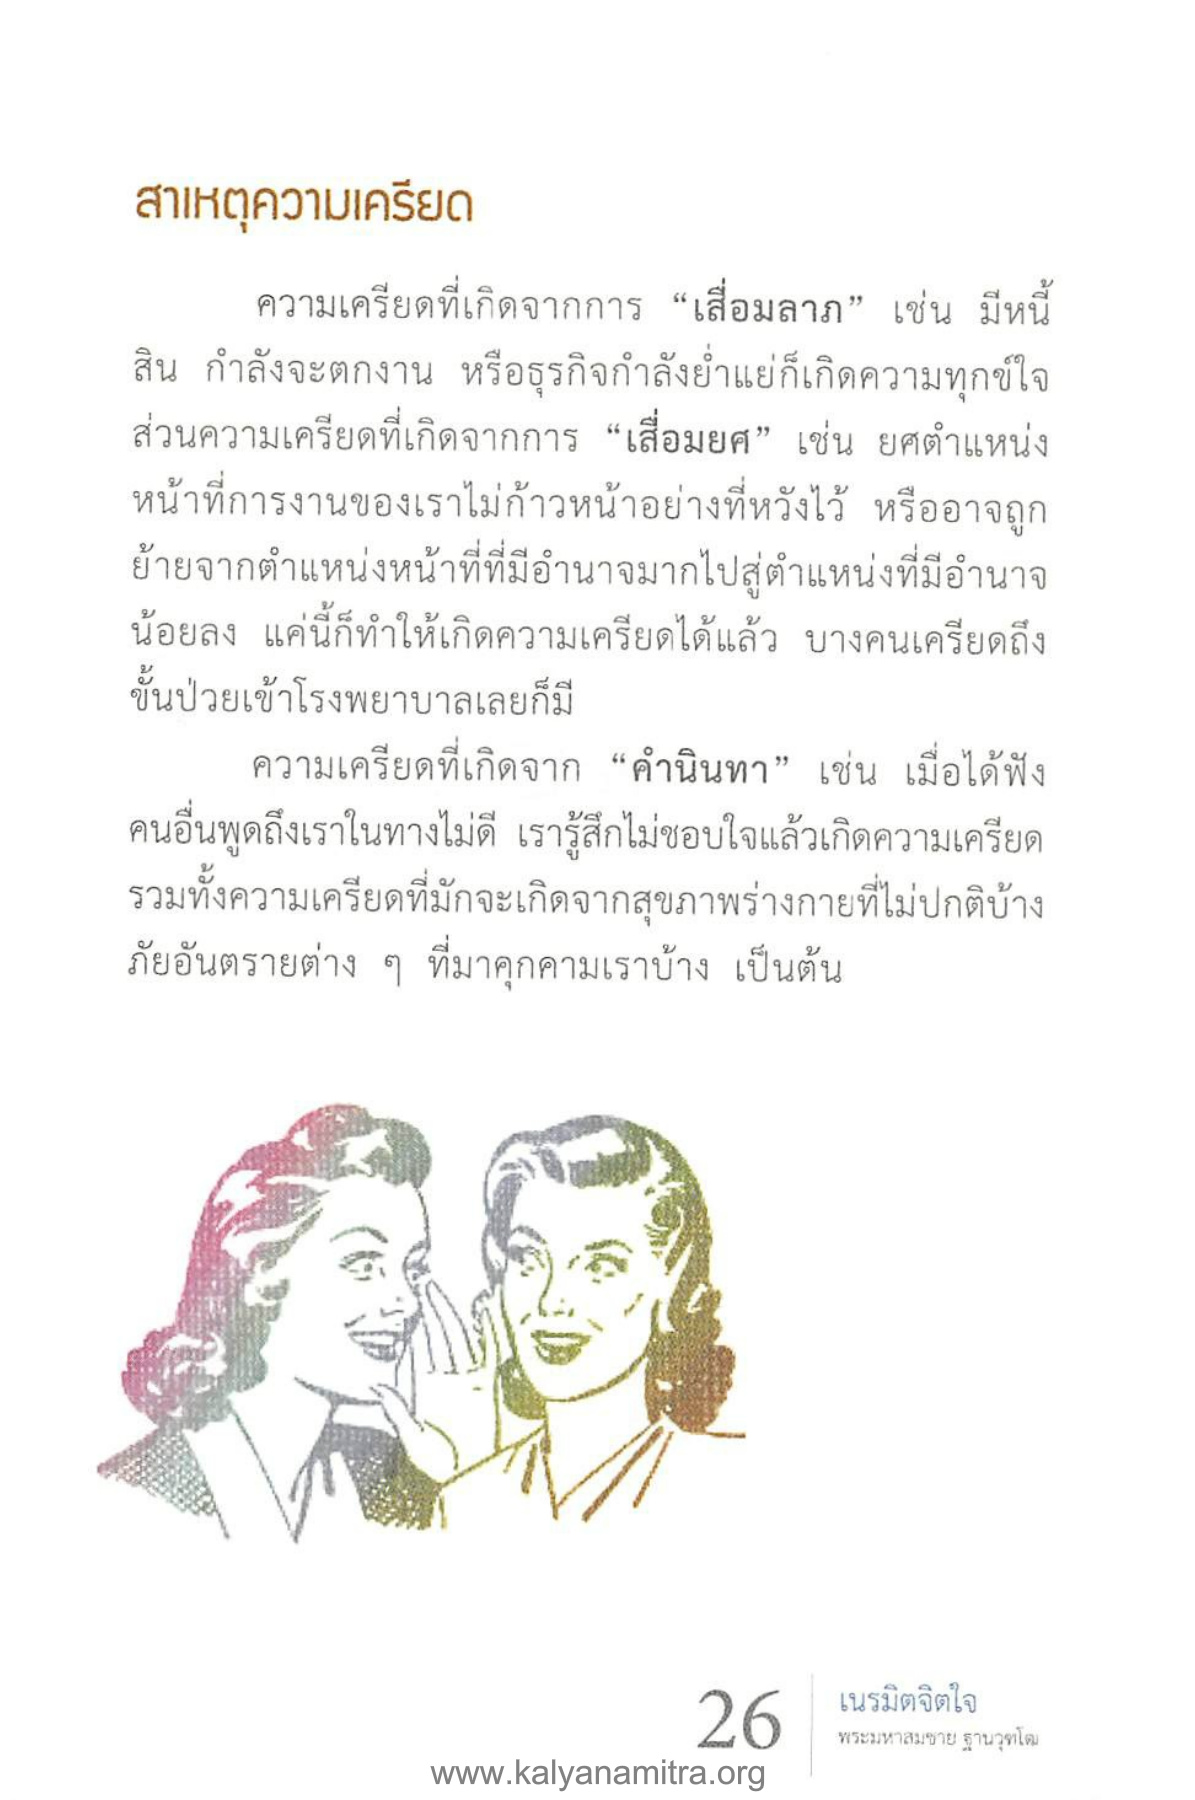 สาเหตุความเครียด
ความเครียดที่เกิดจากการ “เสื่อมลาภ” เช่น มีหนี้
สิน กำลังจะตกงาน หรือธุรกิจกำลังย่ำแย่ก็เกิดความทุกข์ใจ
ส่วนความเครียดที่เกิดจากการ “เสื่อมยศ” เช่น ยศตำแหน่ง
หน้าที่การงานของเราไม่ก้าวหน้าอย่างที่หวังไว้ หรืออาจถูก
ย้ายจากตำแหน่งหน้าที่ที่มีอำนาจมากไปสู่ตำแหน่งที่มีอำนาจ
น้อยลง แค่นี้ก็ทำให้เกิดความเครียดได้แล้ว บางคนเครียดถึง
ขั้นป่วยเข้าโรงพยาบาลเลยก็มี
ความเครียดที่เกิดจาก “คำนินทา” เช่น เมื่อได้ฟัง
คนอื่นพูดถึงเราในทางไม่ดี เรารู้สึกไม่ชอบใจแล้วเกิดความเครียด
รวมทั้งความเครียดที่มักจะเกิดจากสุขภาพร่างกายที่ไม่ปกติบ้าง
ภัยอันตรายต่าง ๆ ที่มาคุกคามเราบ้าง เป็นต้น
26
เนรมิตจิตใจ
พระมหาสมชาย ฐานวุฑโฒ
www.kalyanamitra.org